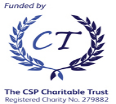 Funded by
CT
The CSP Charitable Trust
Registered Charity No. 279882